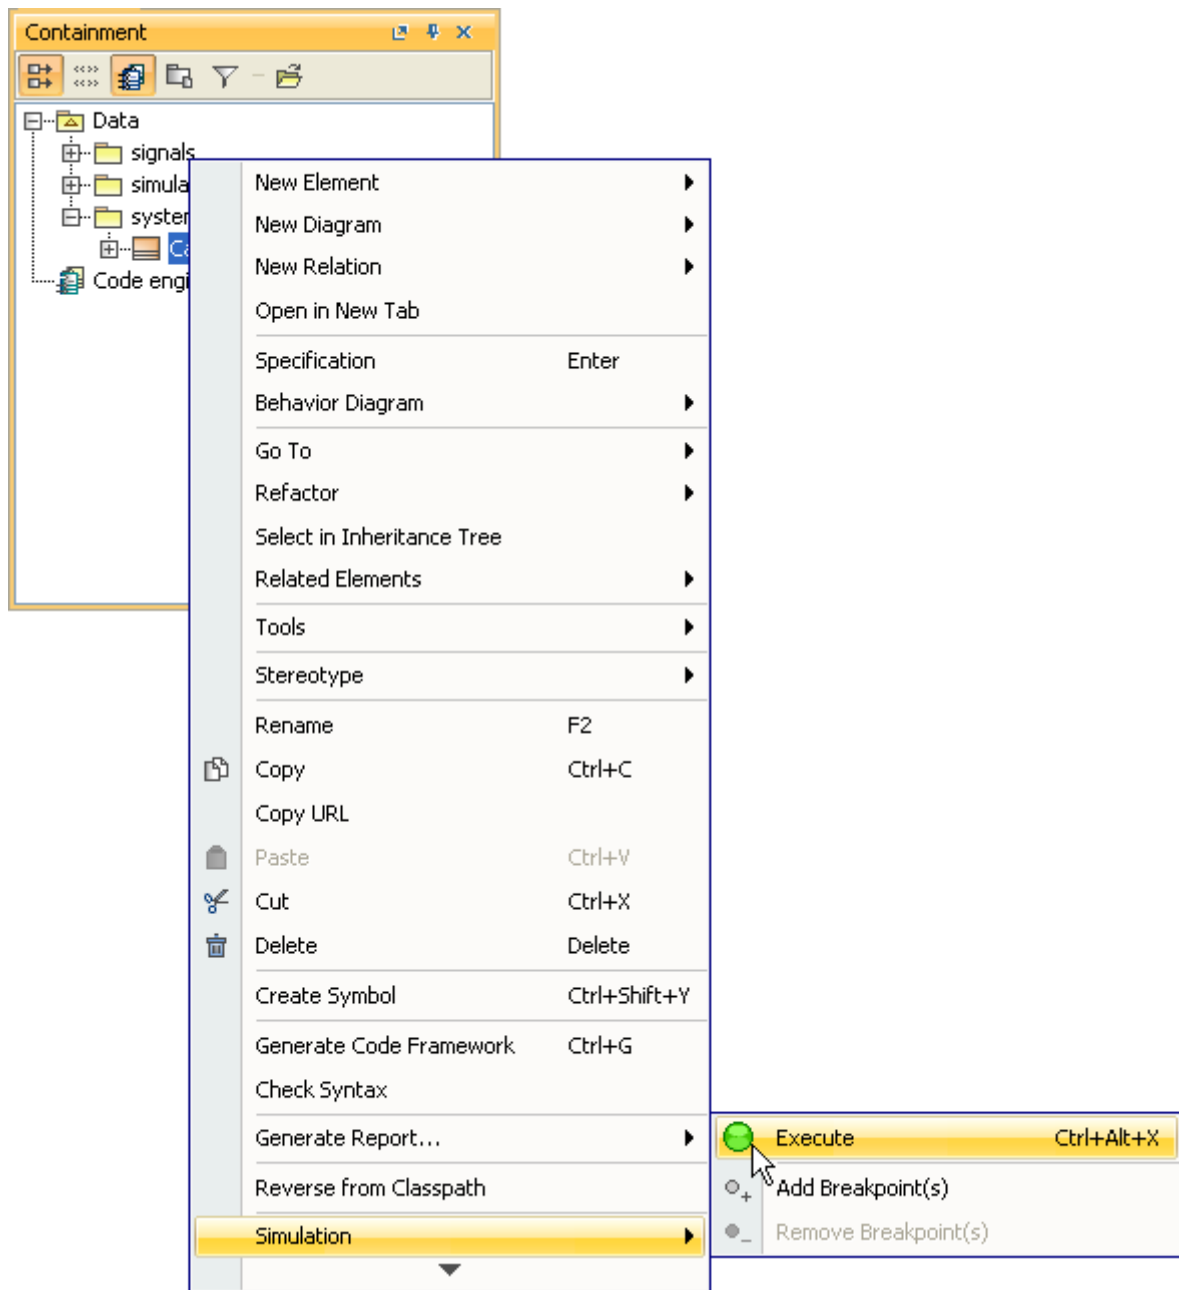 Containment
Data
signals
New Element
New Diagram
New Relation
Open in New Tab
Specification Enter
Behavior Diagram
Go To
Refactor
Select in Inheritance Tree
Related Elements
Tools
Stereotype
Rename F2
Copy Ctrl+C
Copy URL
Paste Ctrl+V
Cut Ctrl+X
Delete Delete
Create Symbol Ctrl+Shift+Y
Generate Code Framework Ctrl+G
Check Syntax
Generate Report...
Execute Ctrl+Alt+X
Reverse from Classpath
Add Breakpoint(s)
Simulation
Remove Breakpoint(s)
simula
system
Code engi